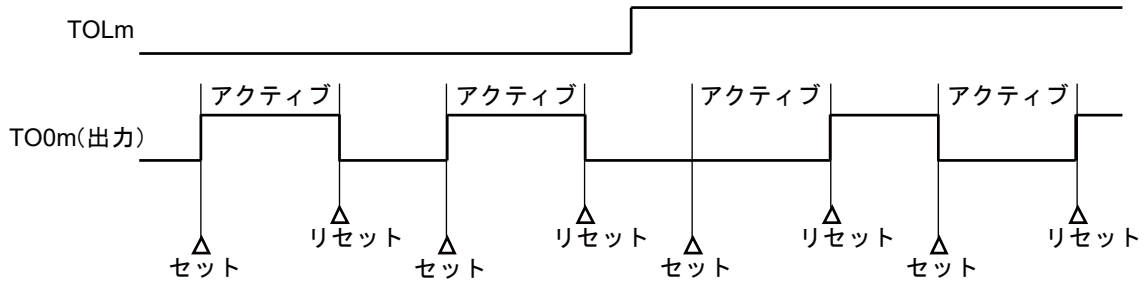 TOLm
アクティブ アクティブ アクティブ アクティブ
TO0m(出力)
リセット リセット リセット リセット
セット セット セット セット